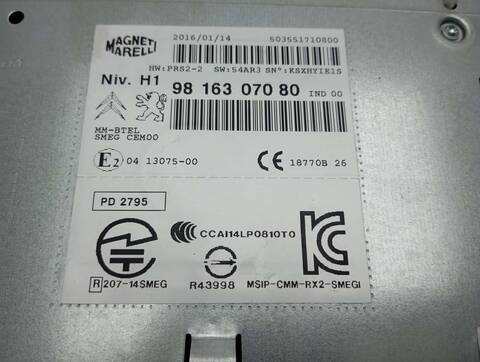 MAGNETI MARELLI
2016/01/14 503551710800
HW:PRS2-2 SW:54AR3 SN°:KSXHYIE1S
Niv. H1
98 163 070 80 IND 00
MM-BTEL
SMEG CEM00
E2 04 13075-00 CE 18770B 26
PD 2795
CCAI14LP0810T0
R 207-14SMEG R43998 MSIP-CMM-RX2-SMEGI